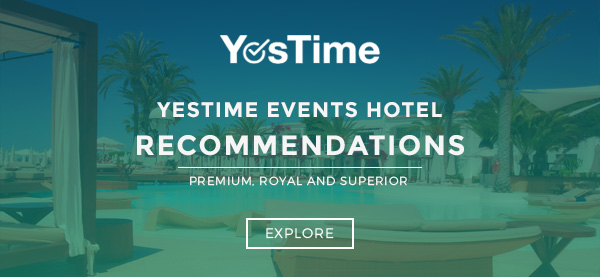 YesTime
YESTIME EVENTS HOTEL
RECOMMENDATIONS
PREMIUM, ROYAL AND SUPERIOR
EXPLORE